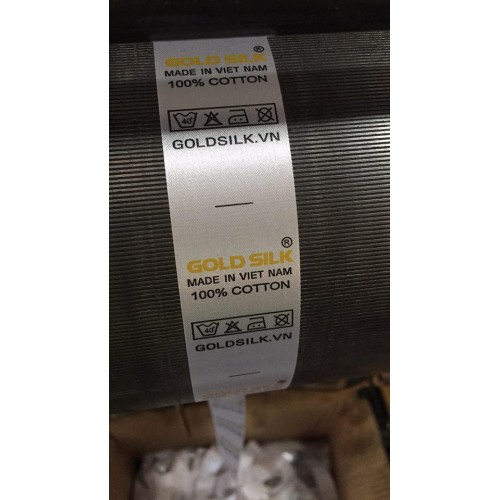 GOLD SILK ®
MADE IN VIET NAM
100% COTTON
40
GOLDSILK.VN
GOLD SILK ®
MADE IN VIET NAM
100% COTTON
40
GOLDSILK.VN